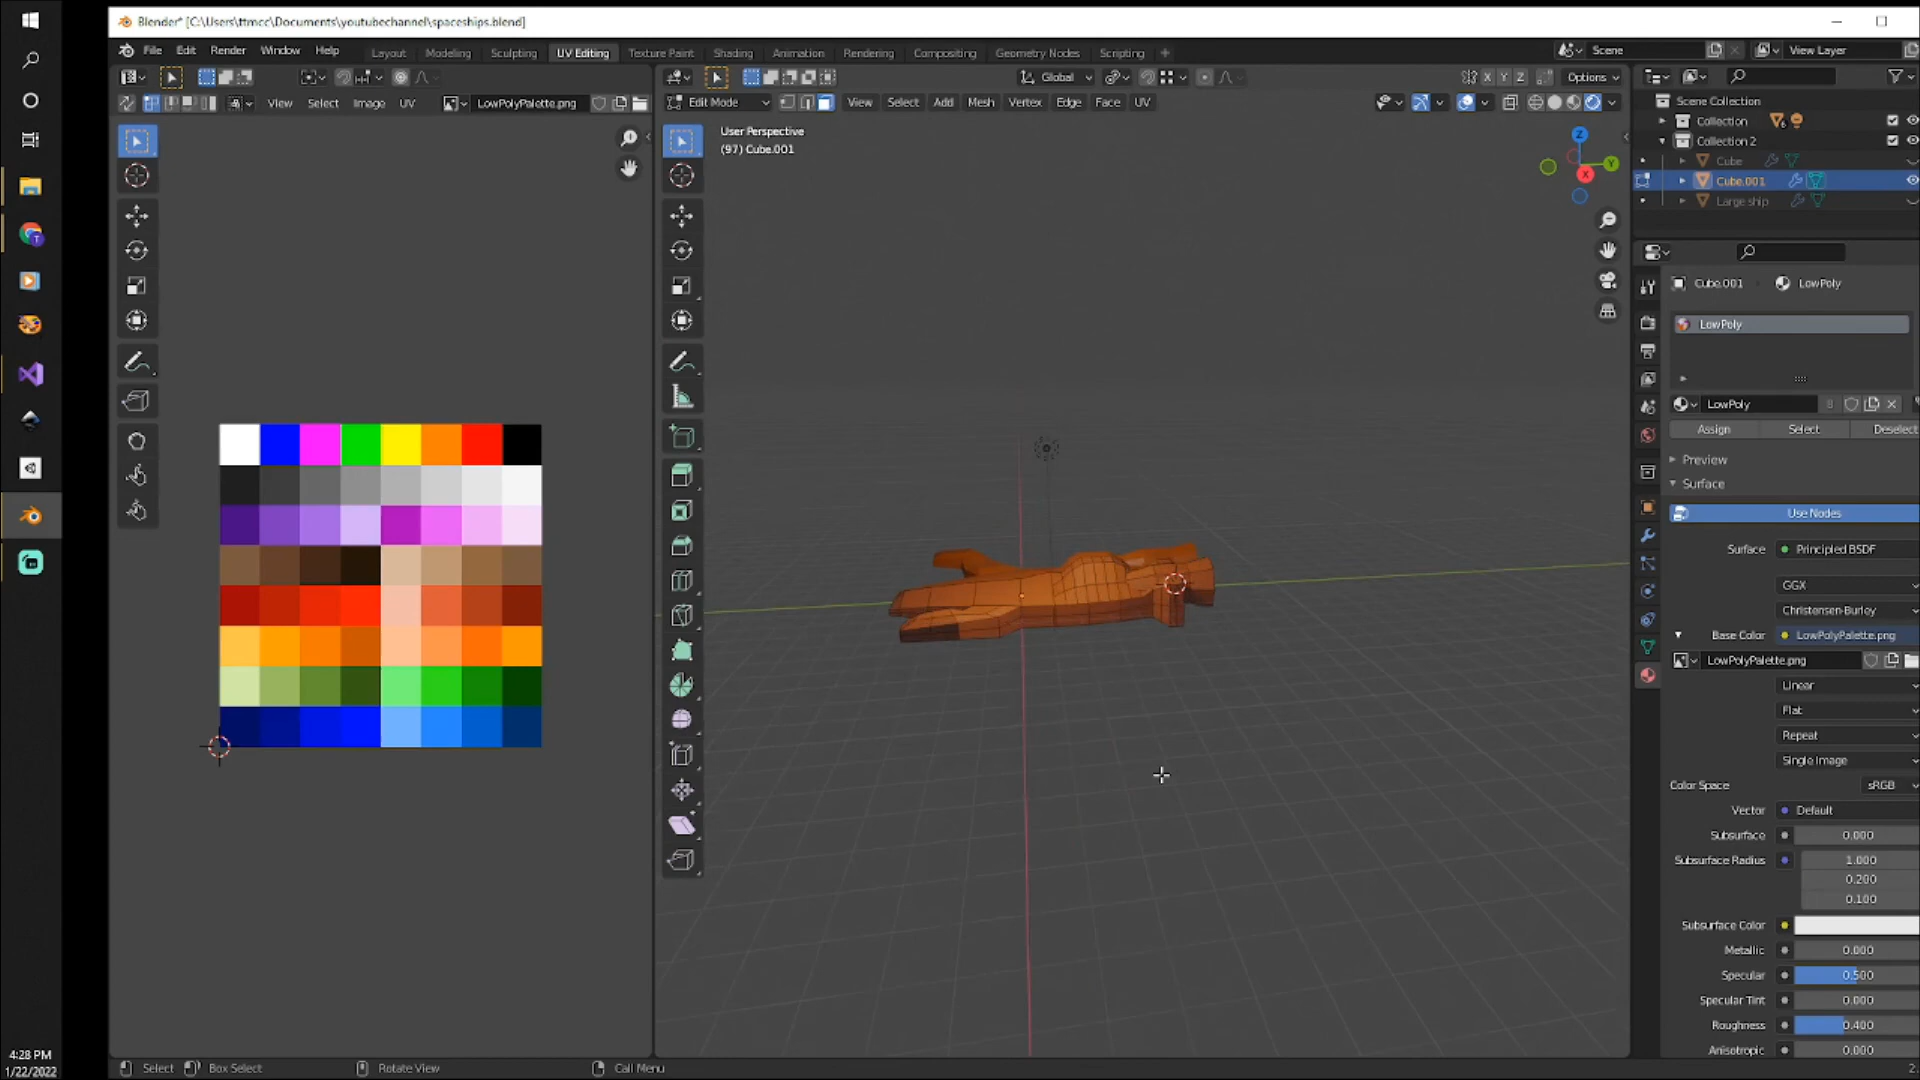 Blender* [C:\Users\ttmcc\Documents\youtubechannel\spaceships.blend]
File Edit Render Window Help Layout Modeling Sculpting UV Editing Texture Paint Shading Animation Rendering Compositing Geometry Nodes Scripting + Scene View Layer
Global X Y Z Options
View Select Image UV LowPolyPalette.png Edit Mode View Select Add Mesh Vertex Edge Face UV
User Perspective
(97) Cube.001
Z
Y
X
Scene Collection
Collection 6
Collection 2
Cube
Cube.001
Large ship
Cube.001 LowPoly
LowPoly
LowPoly 8
Assign Select Deselect
Preview
Surface
Use Nodes
Surface Principled BSDF
GGX
Christensen-Burley
Base Color LowPolyPalette.png
LowPolyPalette.png
Linear
Flat
Repeat
Single Image
Color Space sRGB
Vector Default
Subsurface 0.000
Subsurface Radius 1.000
0.200
0.100
Subsurface Color
Metallic 0.000
Specular 0.500
Specular Tint 0.000
Roughness 0.400
Anisotropic 0.000
Select Box Select Rotate View Call Menu 2.
4:28 PM
1/22/2022